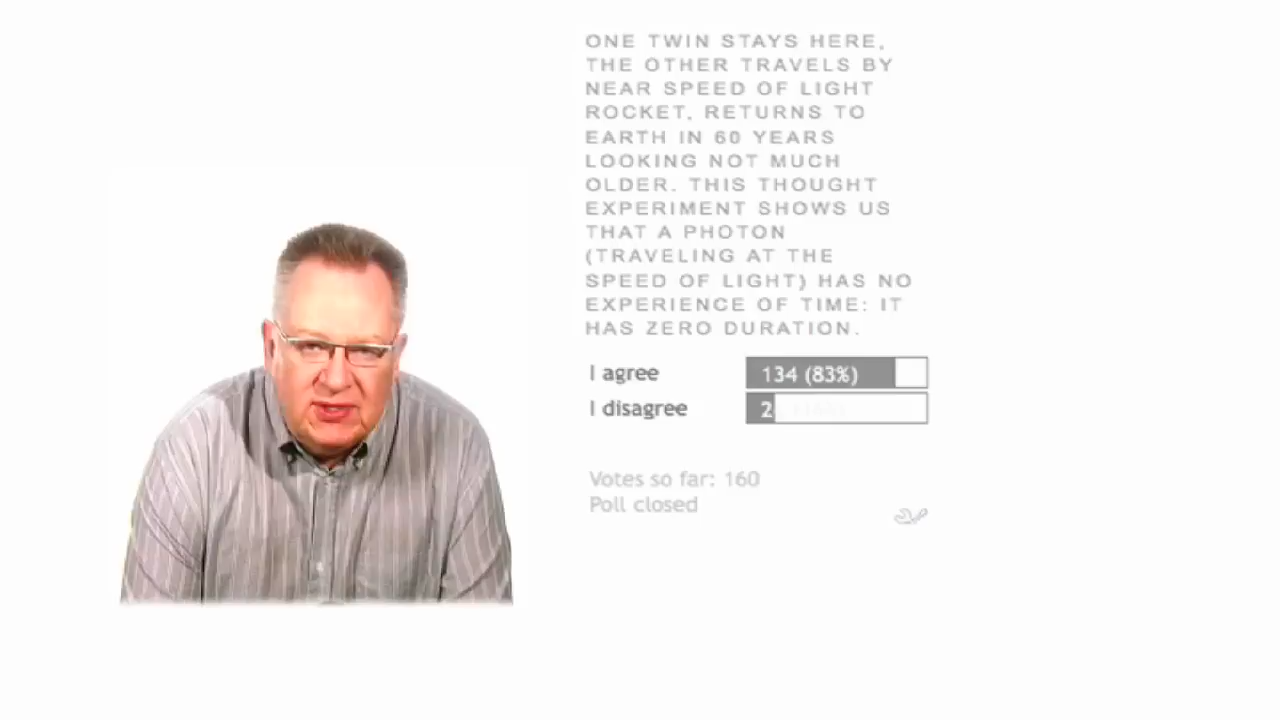 ONE TWIN STAYS HERE,
THE OTHER TRAVELS BY
NEAR SPEED OF LIGHT
ROCKET, RETURNS TO
EARTH IN 60 YEARS
LOOKING NOT MUCH
OLDER. THIS THOUGHT
EXPERIMENT SHOWS US
THAT A PHOTON
(TRAVELING AT THE
SPEED OF LIGHT) HAS NO
EXPERIENCE OF TIME: IT
HAS ZERO DURATION.
I agree 134 (83%)
I disagree
Votes so far: 160
Poll closed